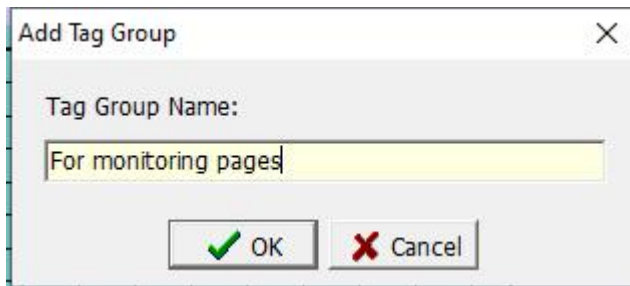 Add Tag Group
Tag Group Name:
For monitoring pages
OK Cancel